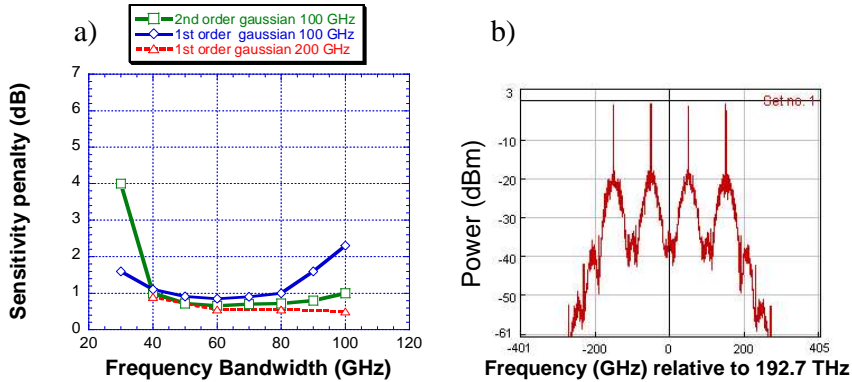 a)
2nd order gaussian 100 GHz
1st order gaussian 100 GHz
1st order gaussian 200 GHz
Sensitivity penalty (dB)
7
6
5
4
3
2
1
0
20 40 60 80 100 120
Frequency Bandwidth (GHz)
b)
Set no. 1
Power (dBm)
3
-10
-20
-30
-40
-50
-61
-401 -200 0 200 405
Frequency (GHz) relative to 192.7 THz